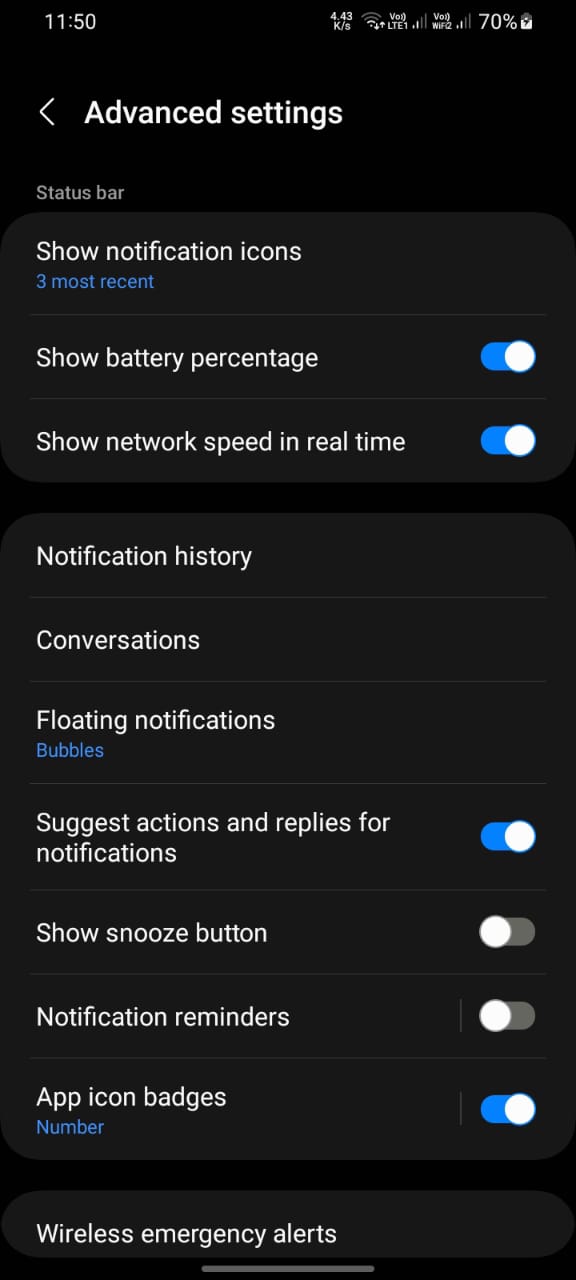 11:50
4.43 K/s Vo)) LTE1 Vo)) WiFi2 70%
Advanced settings
Status bar
Show notification icons
3 most recent
Show battery percentage
Show network speed in real time
Notification history
Conversations
Floating notifications
Bubbles
Suggest actions and replies for
notifications
Show snooze button
Notification reminders
App icon badges
Number
Wireless emergency alerts